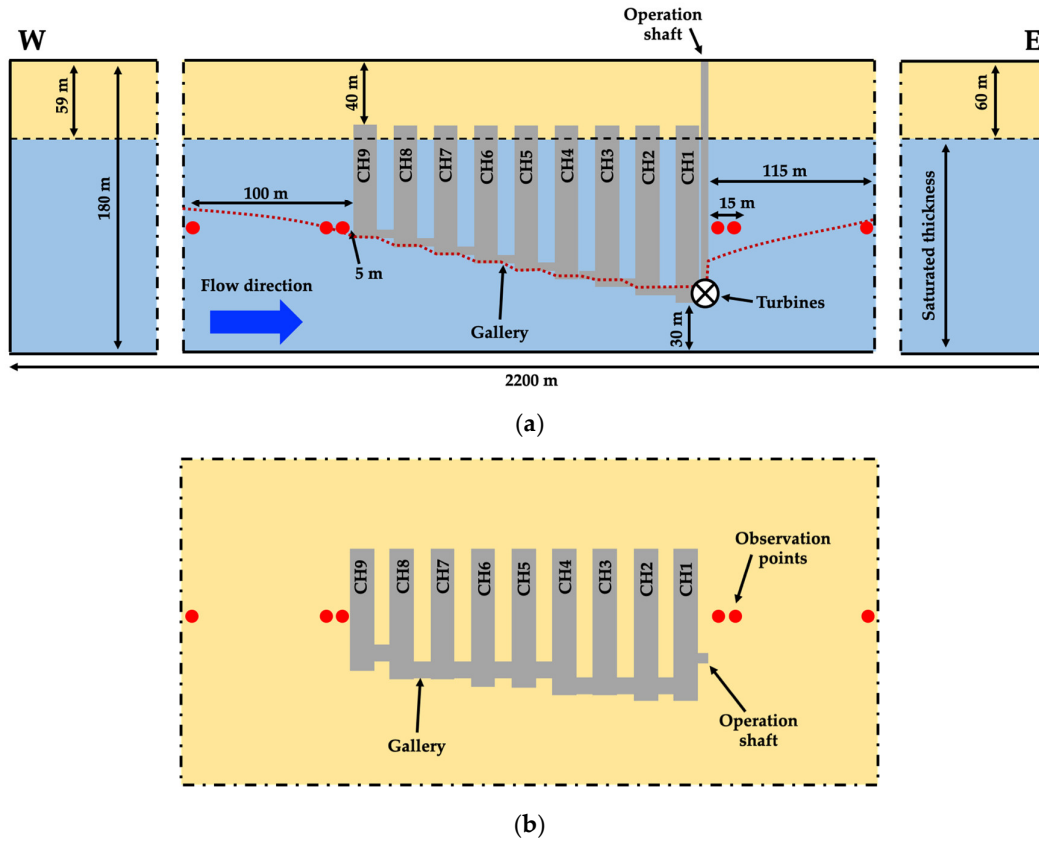 W
E
Operation
shaft
59 m
180 m
40 m
60 m
CH9
CH8
CH7
CH6
CH5
CH4
CH3
CH2
CH1
100 m
115 m
15 m
5 m
Saturated thickness
Flow direction
Gallery
Turbines
30 m
2200 m
(a)
CH9
CH8
CH7
CH6
CH5
CH4
CH3
CH2
CH1
Observation
points
Gallery
Operation
shaft
(b)